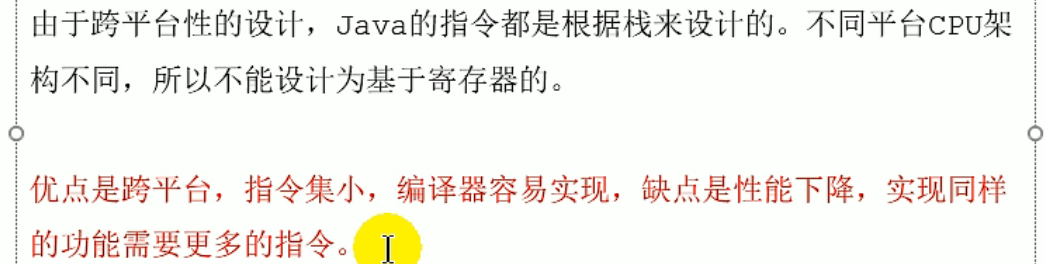 由于跨平台性的设计，Java的指令都是根据栈来设计的。不同平台CPU架
构不同，所以不能设计为基于寄存器的。
优点是跨平台，指令集小，编译器容易实现，缺点是性能下降，实现同样
的功能需要更多的指令。